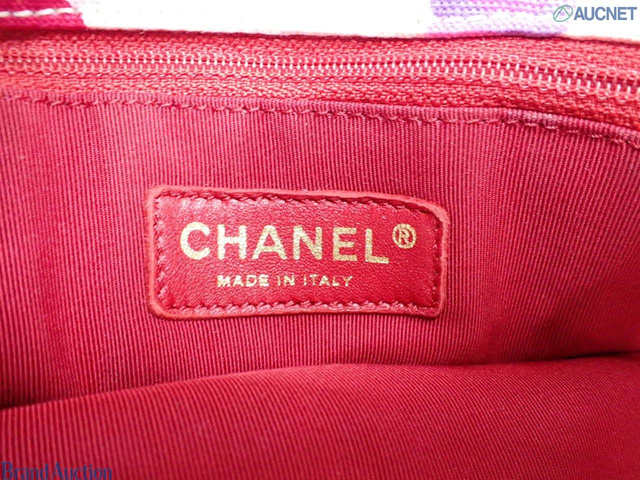 AUCNET
CHANEL®
MADE IN ITALY
Brand Auction